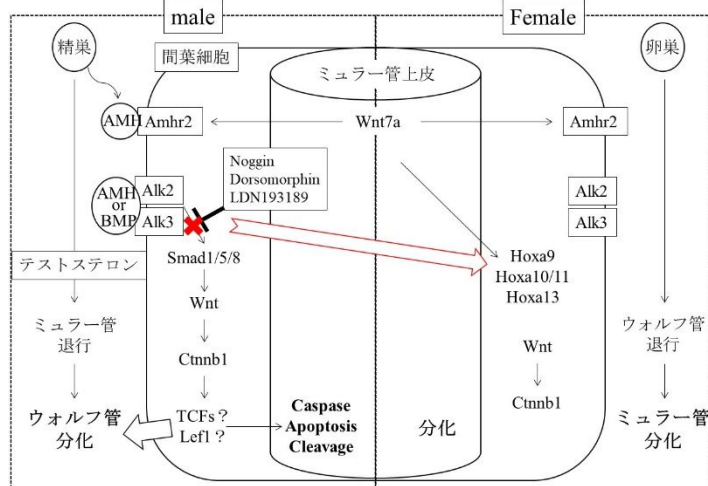 male
Female
精巣
間葉細胞
ミュラー管上皮
卵巣
AMH
Amhr2
Wnt7a
Amhr2
Noggin
Dorsomorphin
LDN193189
AMH
or
BMP
Alk2
Alk3
Alk2
Alk3
テストステロン
Smad1/5/8
Hoxa9
Hoxa10/11
Hoxa13
Wnt
ミュラー管
退行
ウォルフ管
退行
Ctnnb1
Wnt
Ctnnb1
ウォルフ管
分化
TCFs？
Lef1？
Caspase
Apoptosis
Cleavage
分化
ミュラー管
分化